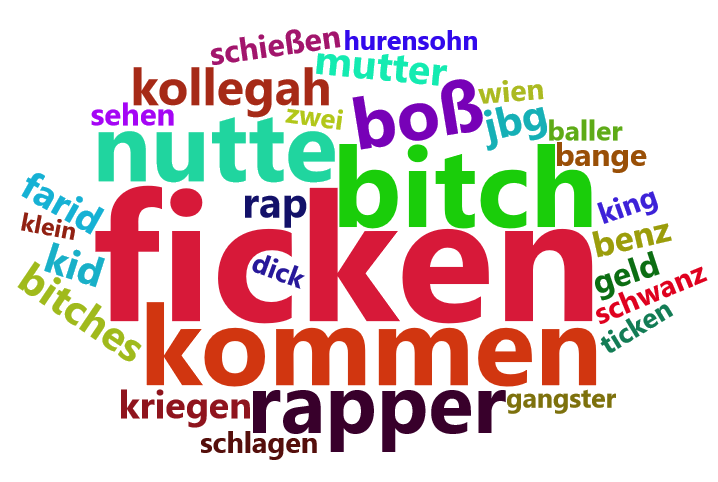 schießen
hurensohn
mutter
kollegah
sehen
zwei
boß
wien
jbg
baller
nutte
bitch
bange
farid
klein
rap
king
kid
ficken
dick
benz
geld
bitches
schwanz
ticken
kommen
kriegen
rapper
gangster
schlagen